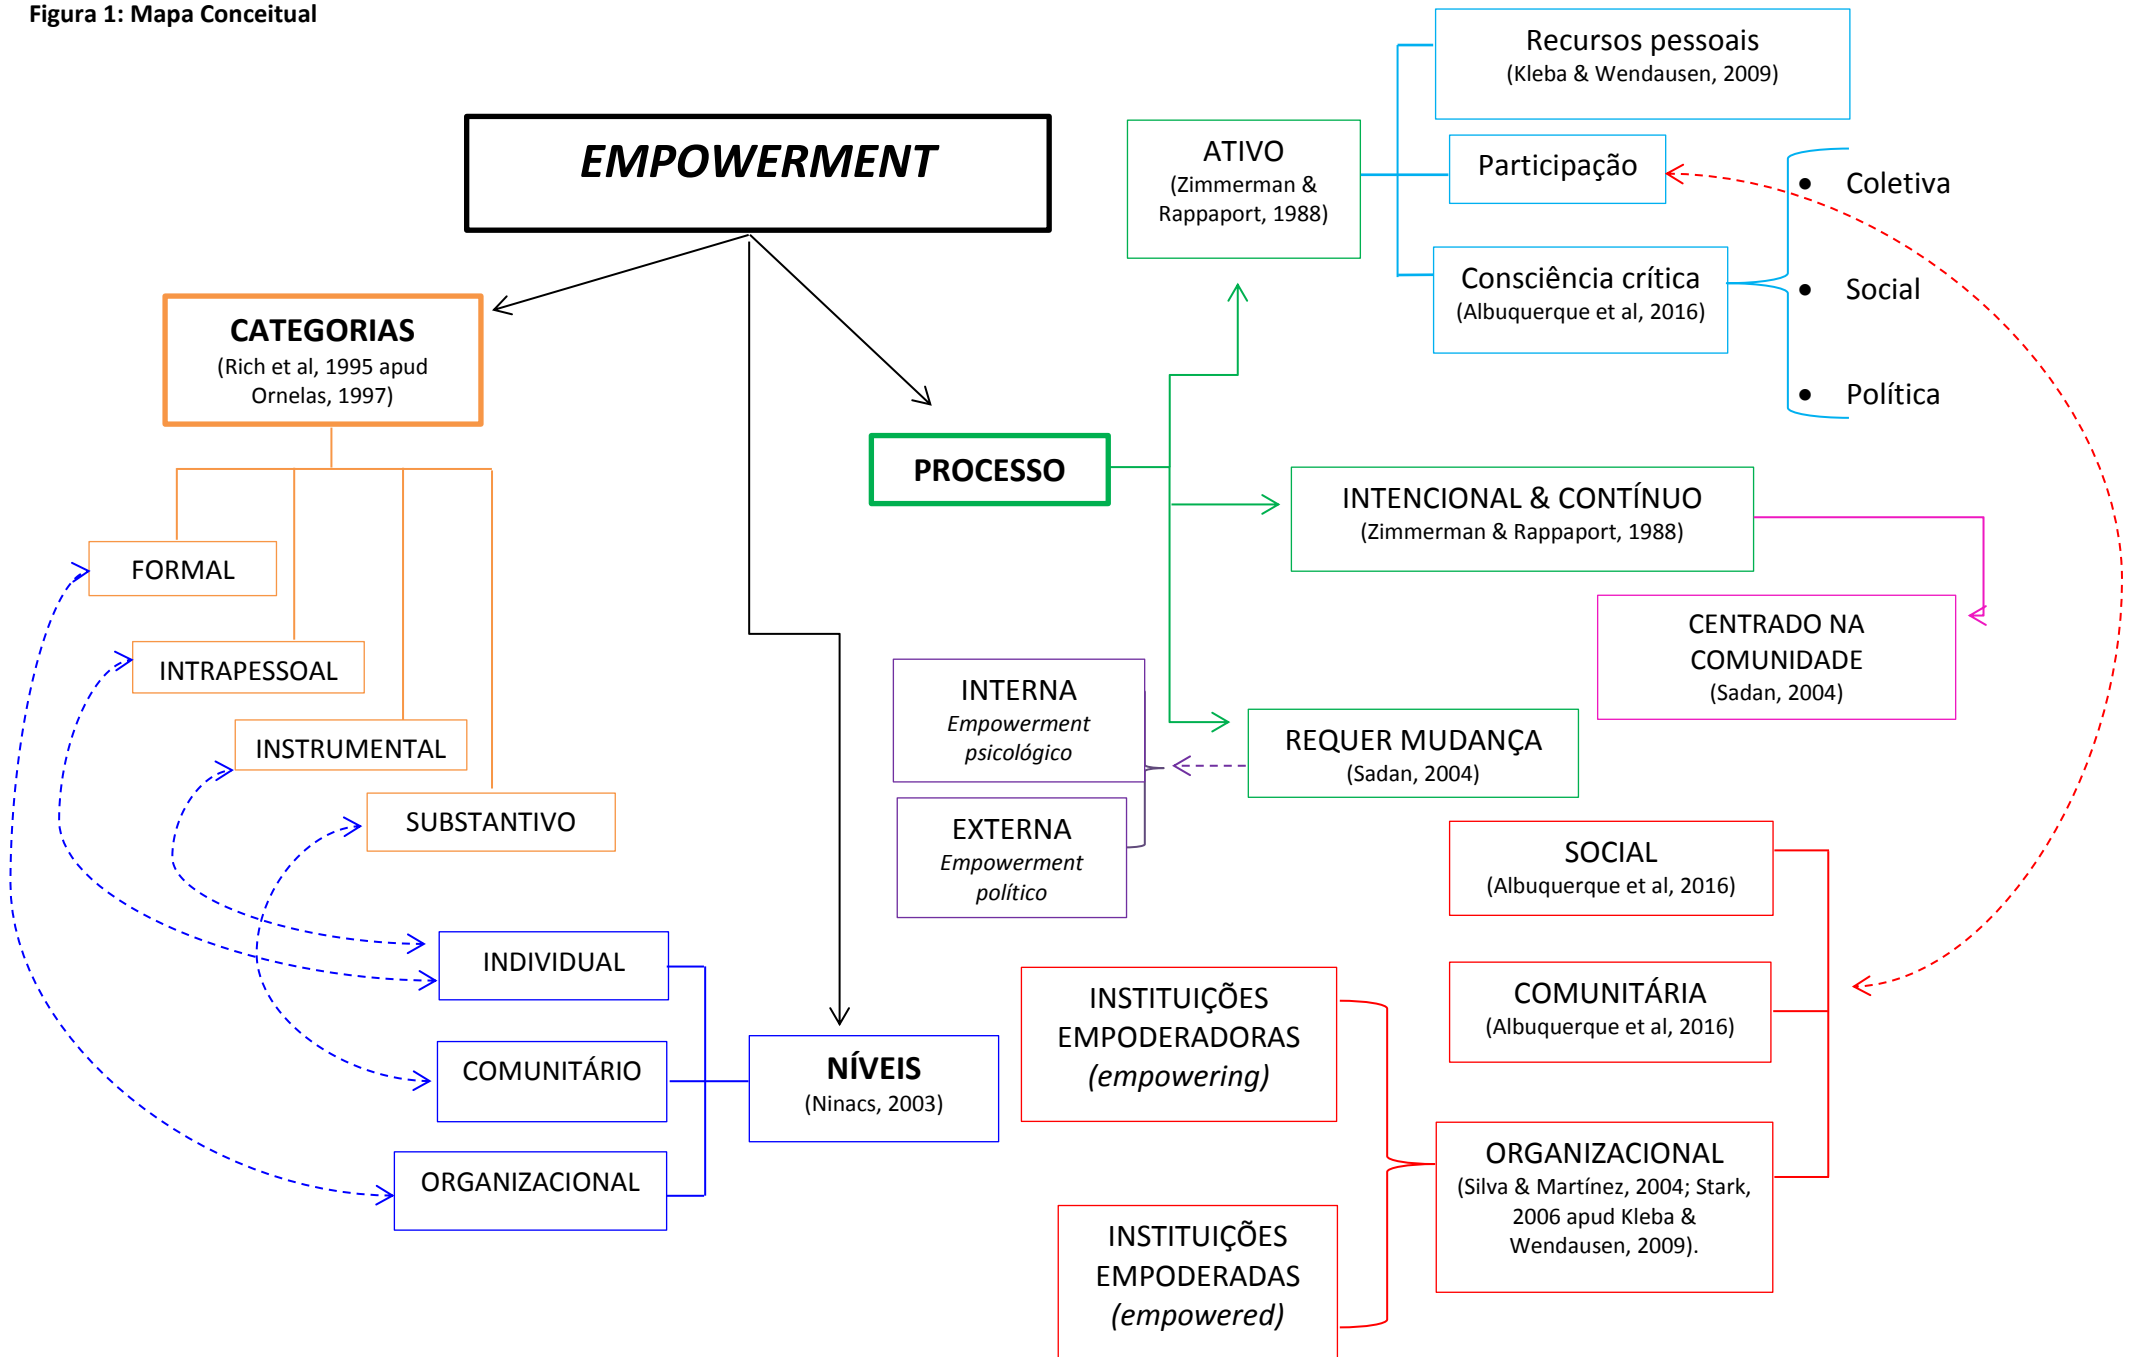 Figura 1: Mapa Conceitual
EMPOWERMENT
CATEGORIAS
(Rich et al, 1995 apud
Ornelas, 1997)
FORMAL
INTRAPESSOAL
INSTRUMENTAL
SUBSTANTIVO
INDIVIDUAL
COMUNITÁRIO
ORGANIZACIONAL
NÍVEIS
(Ninacs, 2003)
PROCESSO
ATIVO
(Zimmerman &
Rappaport, 1988)
Recursos pessoais
(Kleba & Wendausen, 2009)
Participação
Consciência crítica
(Albuquerque et al, 2016)
• Coletiva
• Social
• Política
INTENCIONAL & CONTÍNUO
(Zimmerman & Rappaport, 1988)
CENTRADO NA
COMUNIDADE
(Sadan, 2004)
REQUER MUDANÇA
(Sadan, 2004)
INTERNA
Empowerment
psicológico
EXTERNA
Empowerment
político
SOCIAL
(Albuquerque et al, 2016)
COMUNITÁRIA
(Albuquerque et al, 2016)
ORGANIZACIONAL
(Silva & Martínez, 2004; Stark,
2006 apud Kleba &
Wendausen, 2009).
INSTITUIÇÕES
EMPODERADORAS
(empowering)
INSTITUIÇÕES
EMPODERADAS
(empowered)